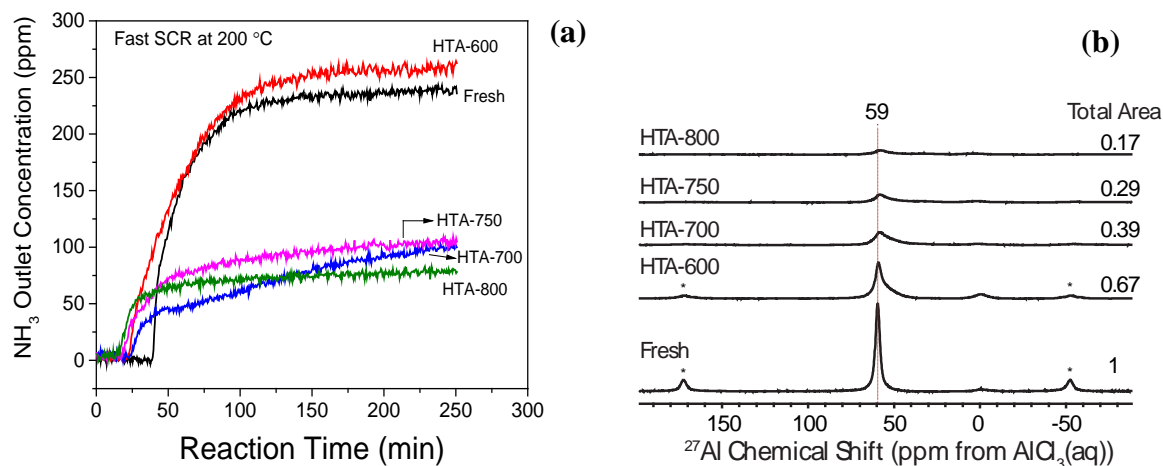 Fast SCR at 200 °C
(a)
HTA-600
Fresh
HTA-750
HTA-700
HTA-800
NH3 Outlet Concentration (ppm)
300
250
200
150
100
50
0
0 50 100 150 200 250 300
Reaction Time (min)
(b)
59
Total Area
HTA-800
0.17
HTA-750
0.29
HTA-700
0.39
HTA-600
0.67
* *
Fresh
1
* *
150 100 50 0 -50
27Al Chemical Shift (ppm from AlCl3(aq))